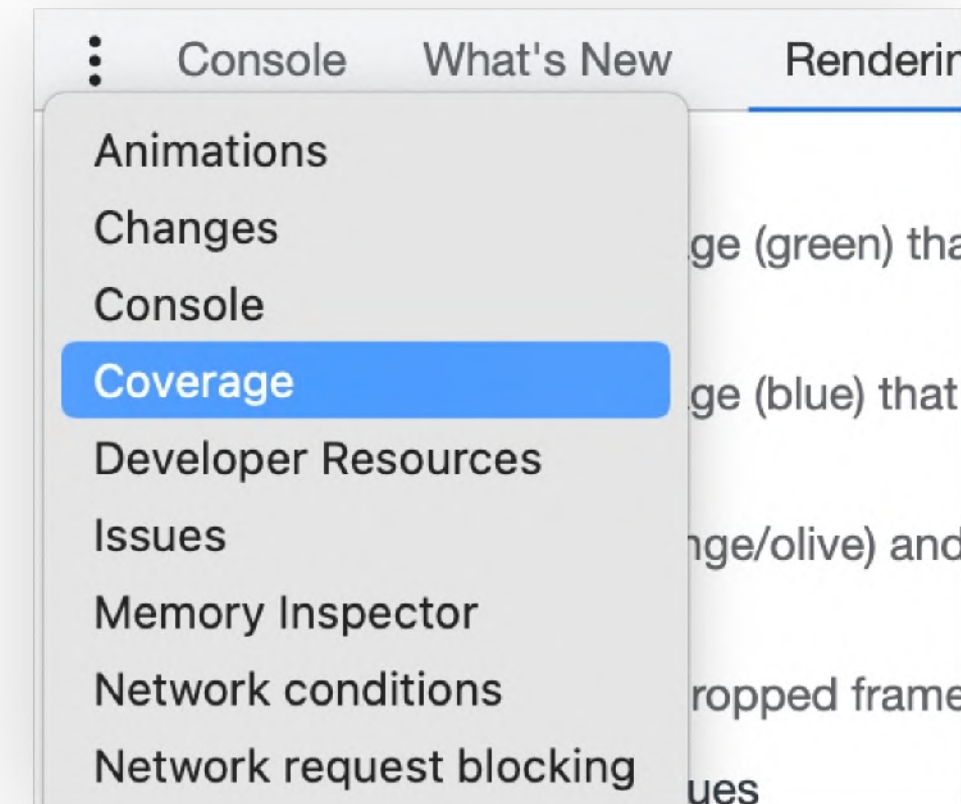 Console What's New Renderin
Animations
Changes
ge (green) tha
Console
Coverage
ge (blue) that
Developer Resources
Issues
nge/olive) and
Memory Inspector
Network conditions
ropped frame
Network request blocking
ues